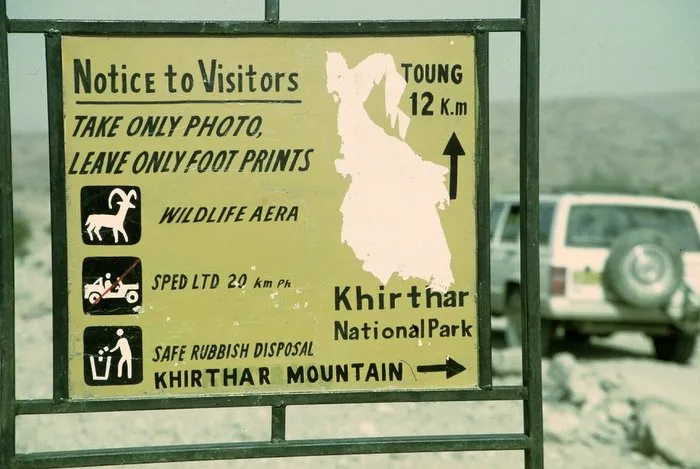 Notice to Visitors
TAKE ONLY PHOTO,
LEAVE ONLY FOOT PRINTS
WILDLIFE AERA
SPED LTD 20 km Ph
SAFE RUBBISH DISPOSAL
KHIRTHAR MOUNTAIN
TOUNG
12 K.m
Khirthar
National Park